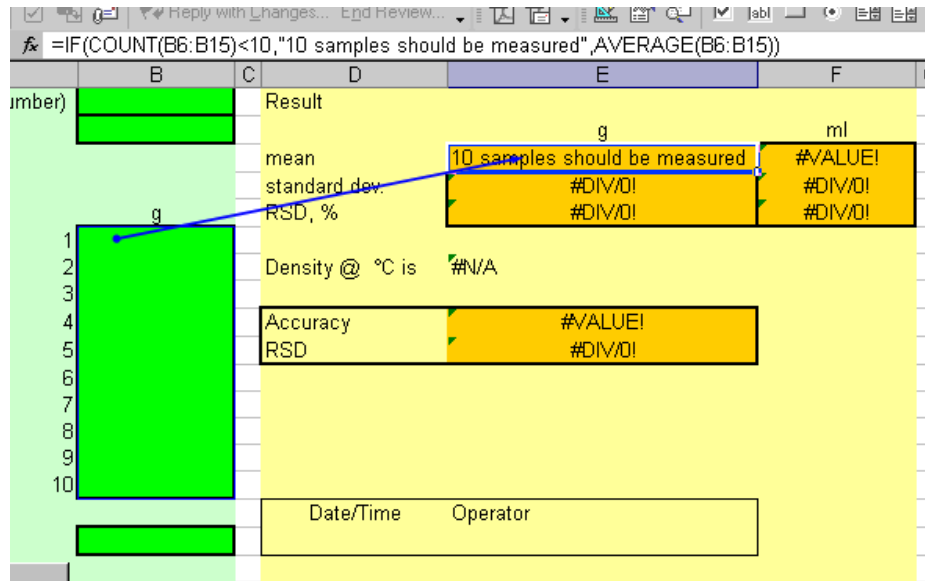 Reply with Changes... End Review...
ab|
fx =IF(COUNT(B6:B15)<10,"10 samples should be measured",AVERAGE(B6:B15))
B C D E F
umber) Result
g ml
mean 10 samples should be measured #VALUE!
standard dev. #DIV/0! #DIV/0!
g RSD, % #DIV/0! #DIV/0!
1
2 Density @ °C is #N/A
3
4 Accuracy #VALUE!
5 RSD #DIV/0!
6
7
8
9
10
Date/Time Operator